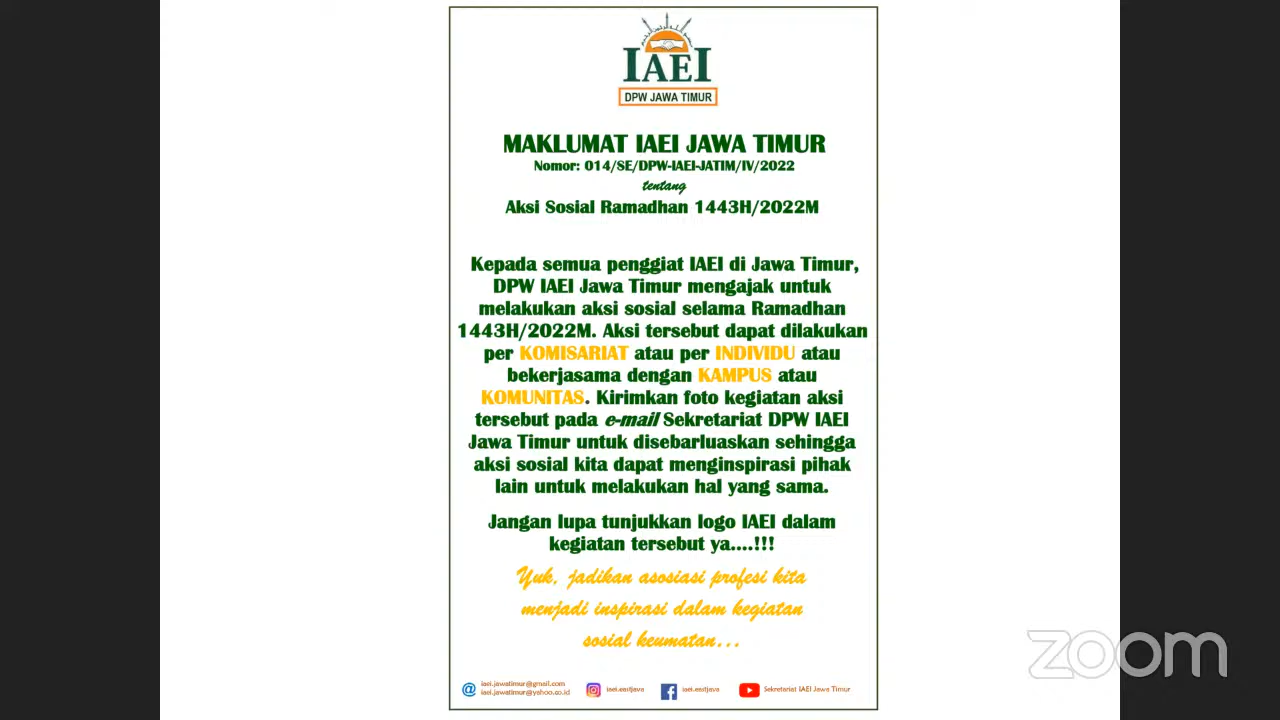 IAEI
DPW JAWA TIMUR
MAKLUMAT IAEI JAWA TIMUR
Nomor: 014/SE/DPW-IAEI-JATIM/IV/2022
tentang
Aksi Sosial Ramadhan 1443H/2022M
Kepada semua penggiat IAEI di Jawa Timur,
DPW IAEI Jawa Timur mengajak untuk
melakukan aksi sosial selama Ramadhan
1443H/2022M. Aksi tersebut dapat dilakukan
per KOMISARIAT atau per INDIVIDU atau
bekerjasama dengan KAMPUS atau
KOMUNITAS. Kirimkan foto kegiatan aksi
tersebut pada e-mail Sekretariat DPW IAEI
Jawa Timur untuk disebarluaskan sehingga
aksi sosial kita dapat menginspirasi pihak
lain untuk melakukan hal yang sama.
Jangan lupa tunjukkan logo IAEI dalam
kegiatan tersebut ya....!!!
Yuk, jadikan asosiasi profesi kita
menjadi inspirasi dalam kegiatan
sosial keumatan...
iaei.jawatimur@gmail.com
iaei.jawatimur@yahoo.co.id
iaei.eastjava
iaei.eastjava
Sekretariat IAEI Jawa Timur
zoom